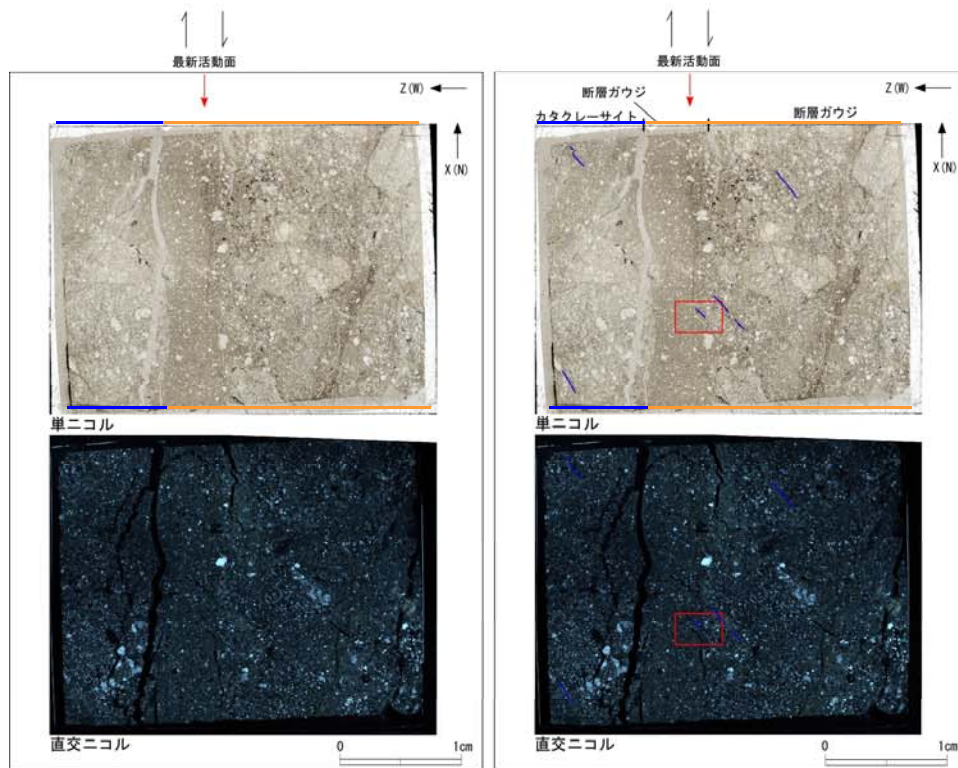 最新活動面
Z(W)
X(N)
単ニコル
直交ニコル
0 1cm
最新活動面
Z(W)
断層ガウジ
カタクレーサイト
断層ガウジ
X(N)
単ニコル
直交ニコル
0 1cm